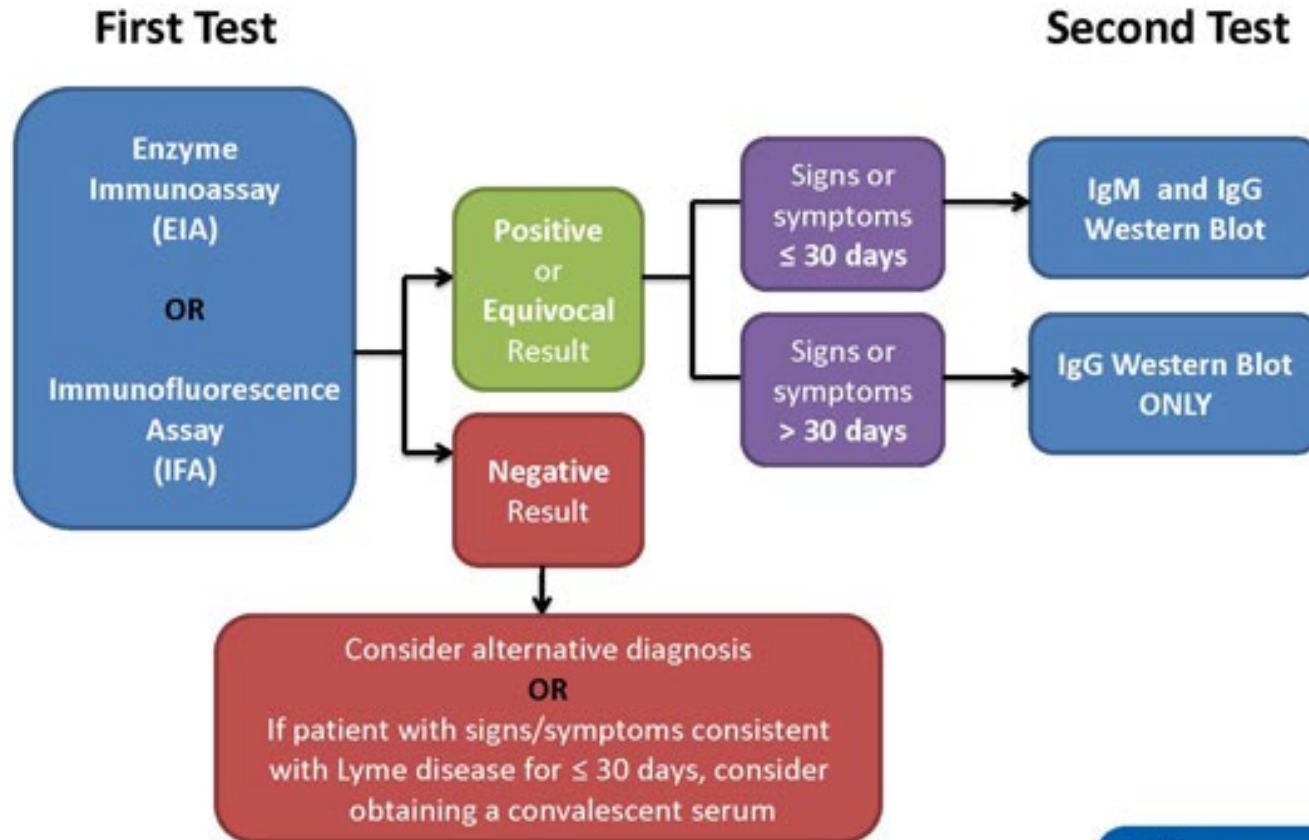 First Test
Second Test
Enzyme
Immunoassay
(EIA)
OR
Immunofluorescence
Assay
(IFA)
Positive
or
Equivocal
Result
Negative
Result
Signs or
symptoms
≤ 30 days
Signs or
symptoms
> 30 days
IgM and IgG
Western Blot
IgG Western Blot
ONLY
Consider alternative diagnosis
OR
If patient with signs/symptoms consistent
with Lyme disease for ≤ 30 days, consider
obtaining a convalescent serum